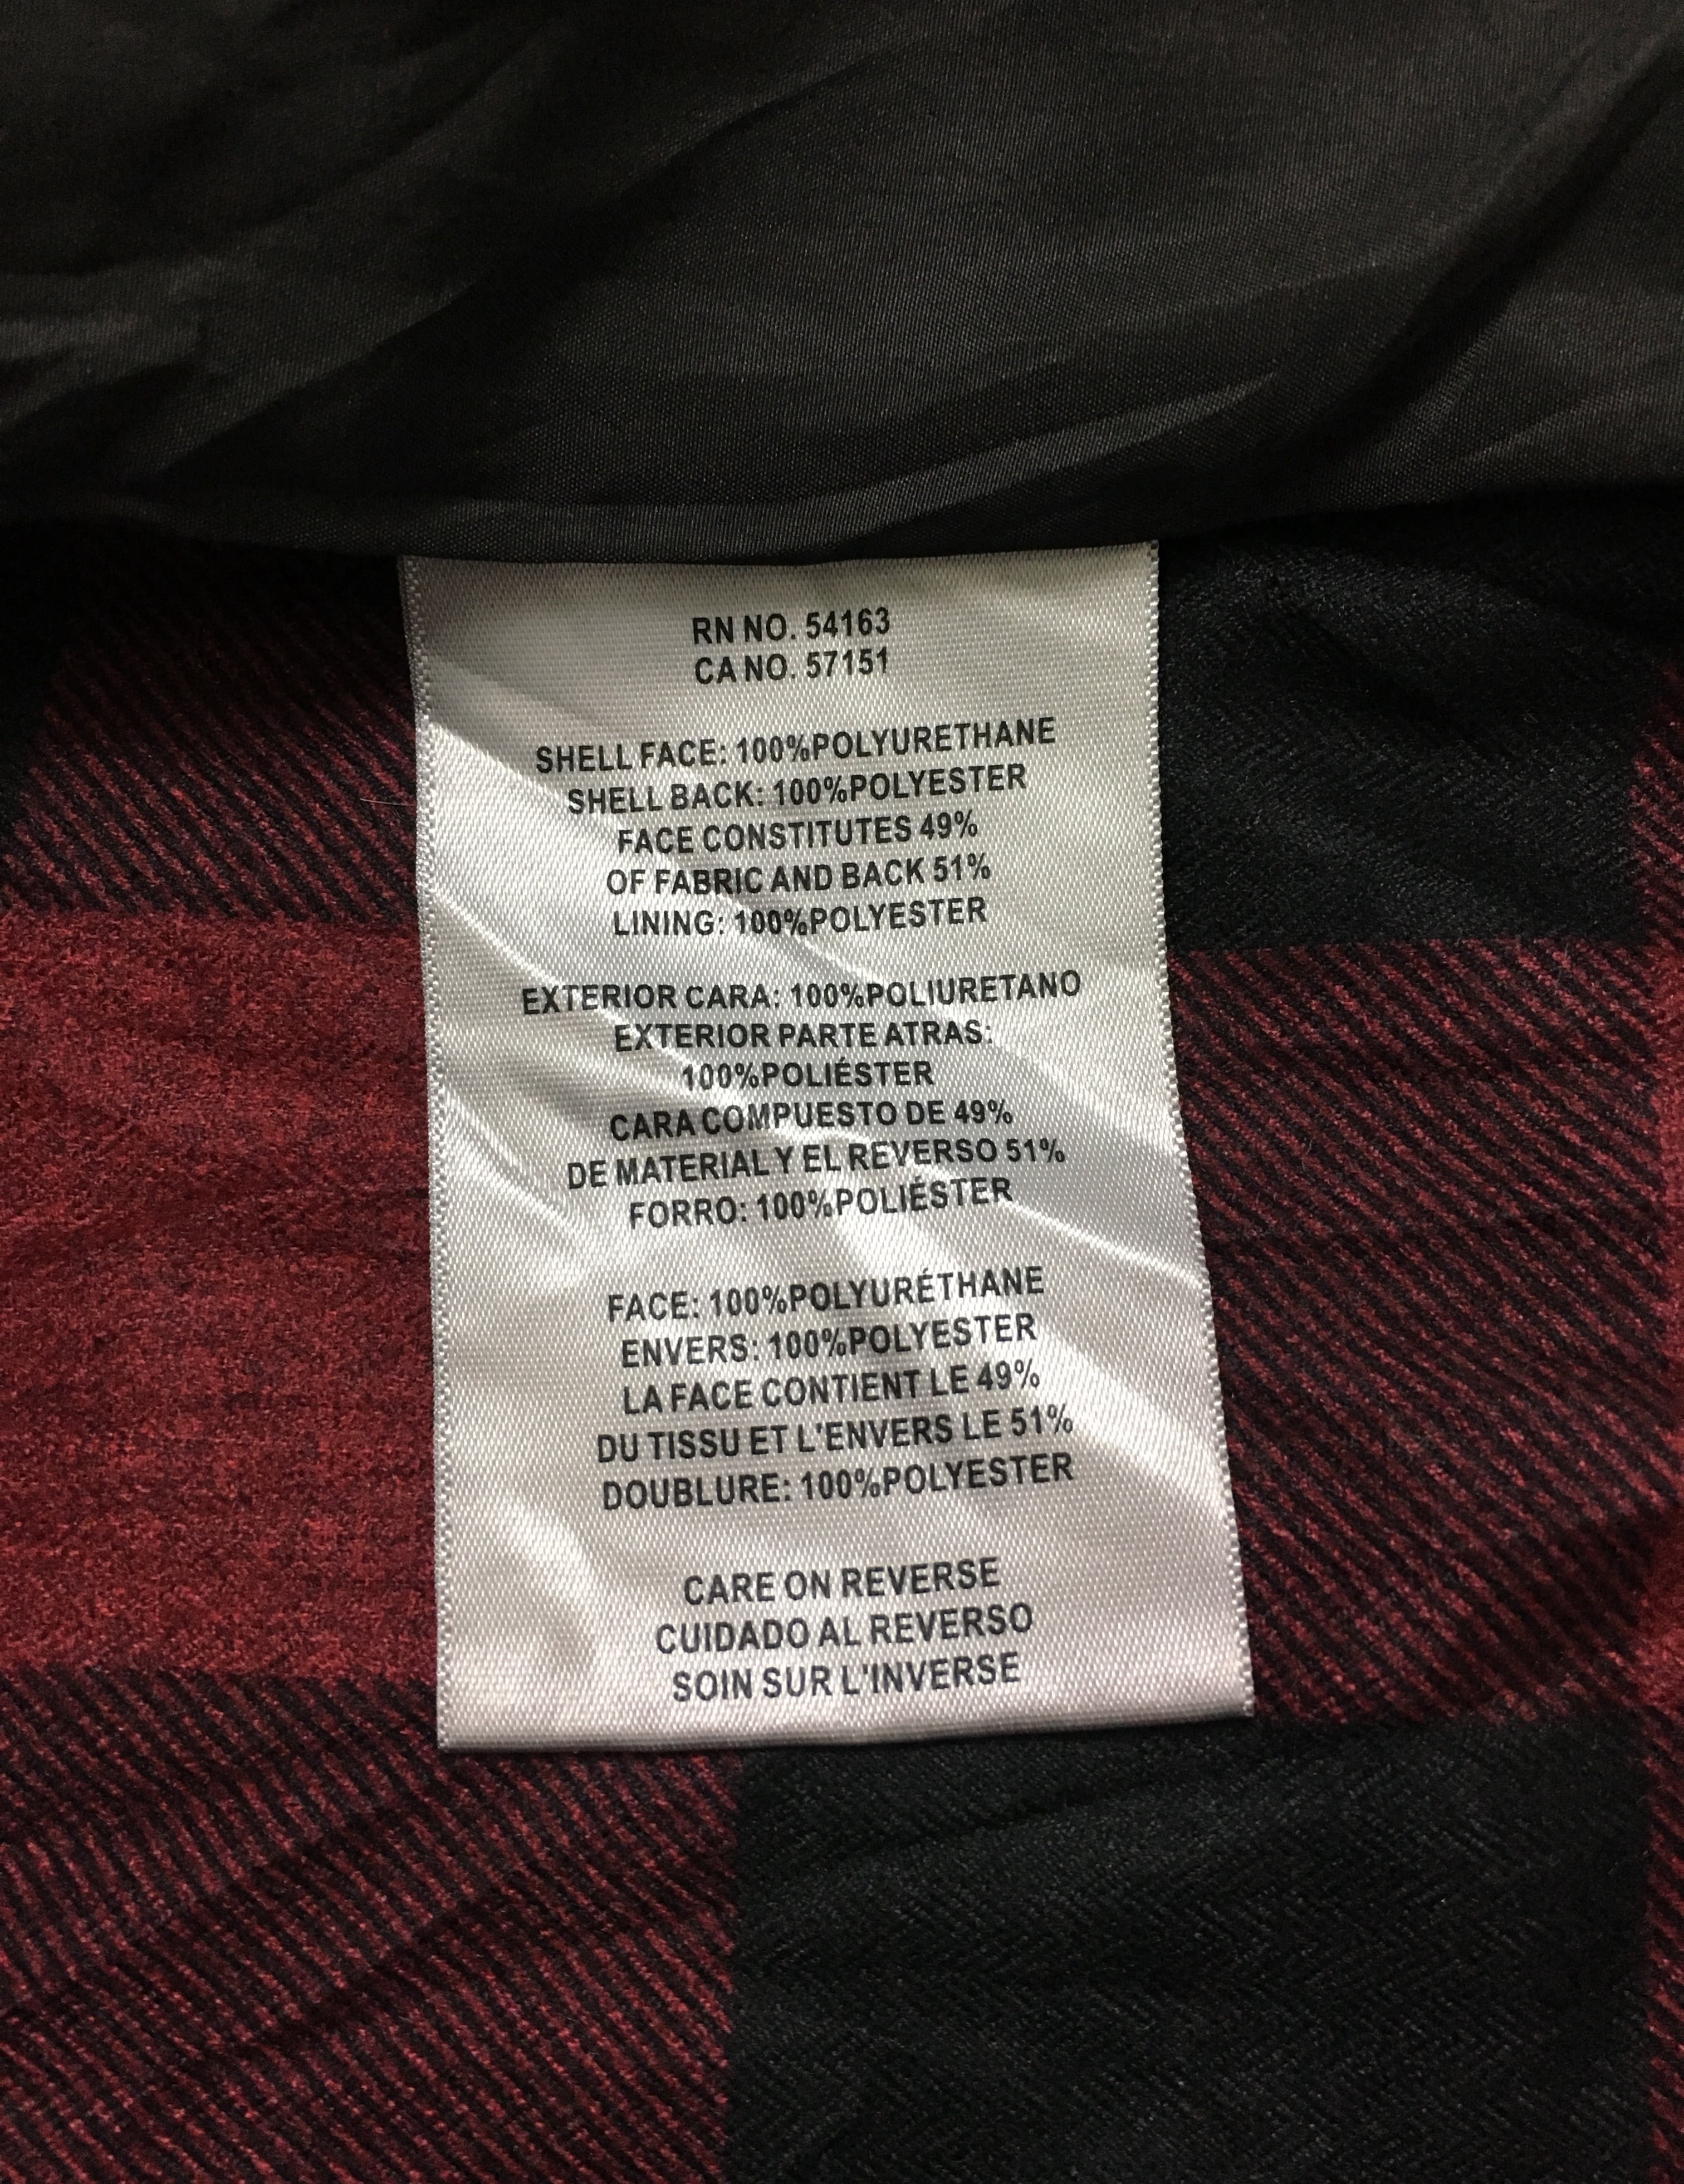 RN NO. 54163
CA NO. 57151
SHELL FACE: 100%POLYURETHANE
SHELL BACK: 100%POLYESTER
FACE CONSTITUTES 49%
OF FABRIC AND BACK 51%
LINING: 100%POLYESTER
EXTERIOR CARA: 100%POLIURETANO
EXTERIOR PARTE ATRAS:
100%POLIÉSTER
CARA COMPUESTO DE 49%
DE MATERIAL Y EL REVERSO 51%
FORRO: 100%POLIÉSTER
FACE: 100%POLYURÉTHANE
ENVERS: 100%POLYESTER
LA FACE CONTIENT LE 49%
DU TISSU ET L'ENVERS LE 51%
DOUBLURE: 100%POLYESTER
CARE ON REVERSE
CUIDADO AL REVERSO
SOIN SUR L'INVERSE